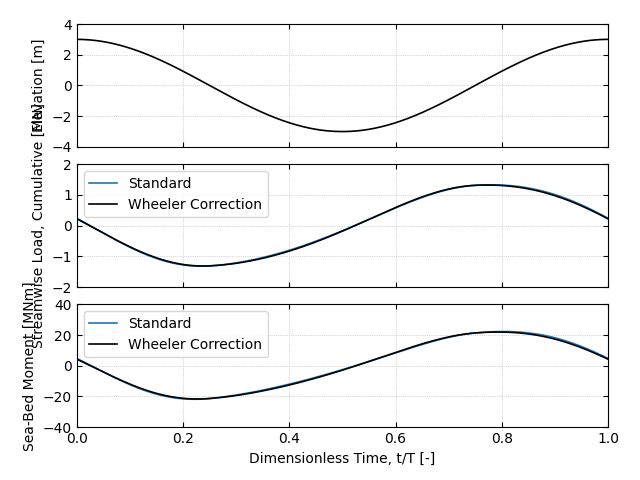 Elevation [m]
4
2
0
−2
−4
Streamwise Load, Cumulative [MN]
2
1
0
−1
−2
Standard
Wheeler Correction
Sea-Bed Moment [MNm]
40
20
0
−20
−40
Standard
Wheeler Correction
0.0 0.2 0.4 0.6 0.8 1.0
Dimensionless Time, t/T [-]